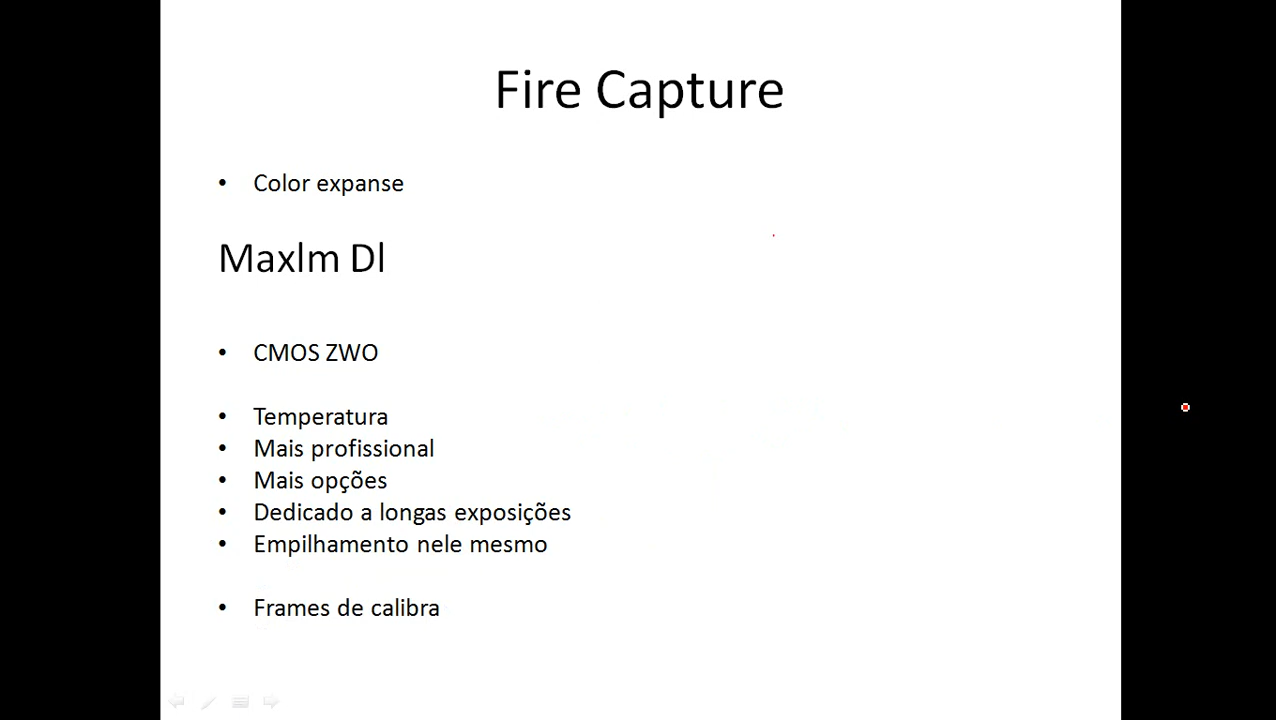 Fire Capture
• Color expanse
MaxIm Dl
• CMOS ZWO
• Temperatura
• Mais profissional
• Mais opções
• Dedicado a longas exposições
• Empilhamento nele mesmo
• Frames de calibra